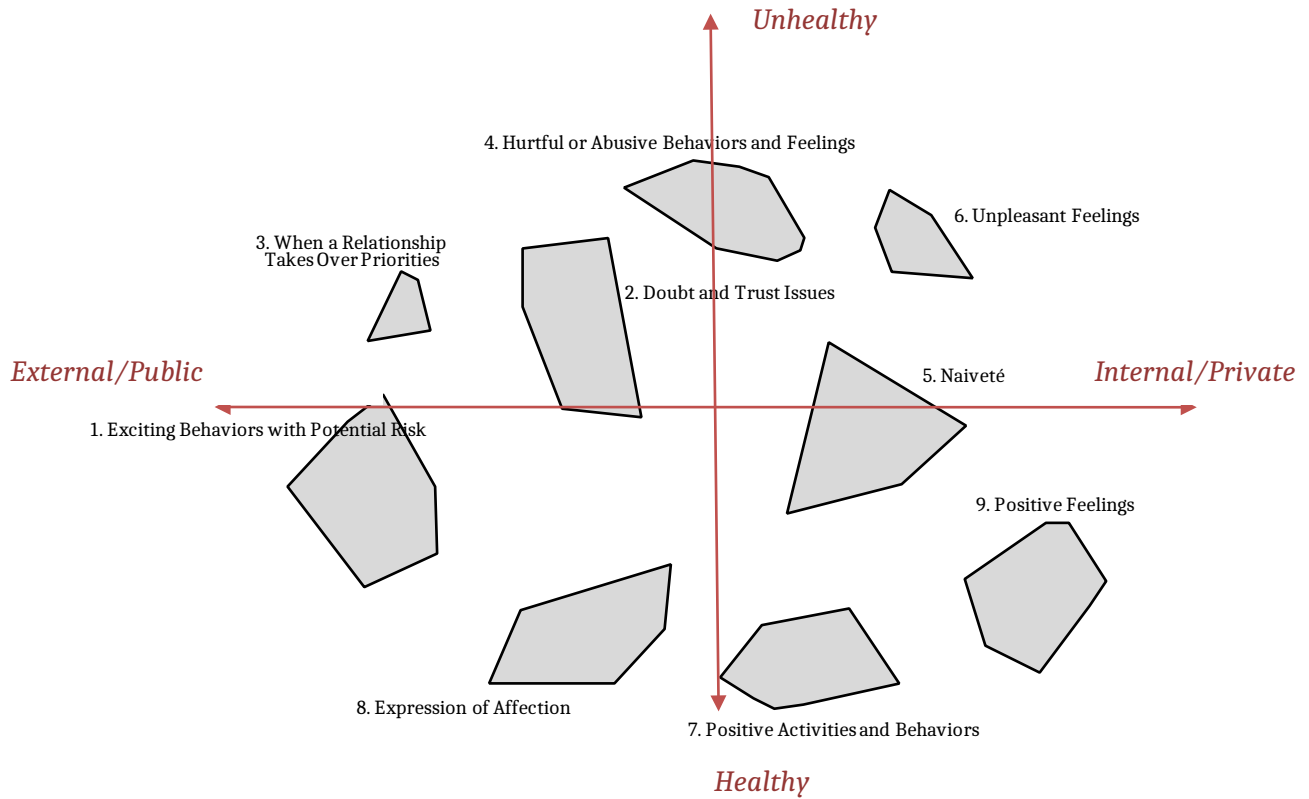 Unhealthy
4. Hurtful or Abusive Behaviors and Feelings
6. Unpleasant Feelings
3. When a Relationship
Takes Over Priorities
2. Doubt and Trust Issues
External/Public
5. Naiveté
Internal/Private
1. Exciting Behaviors with Potential Risk
9. Positive Feelings
8. Expression of Affection
7. Positive Activities and Behaviors
Healthy